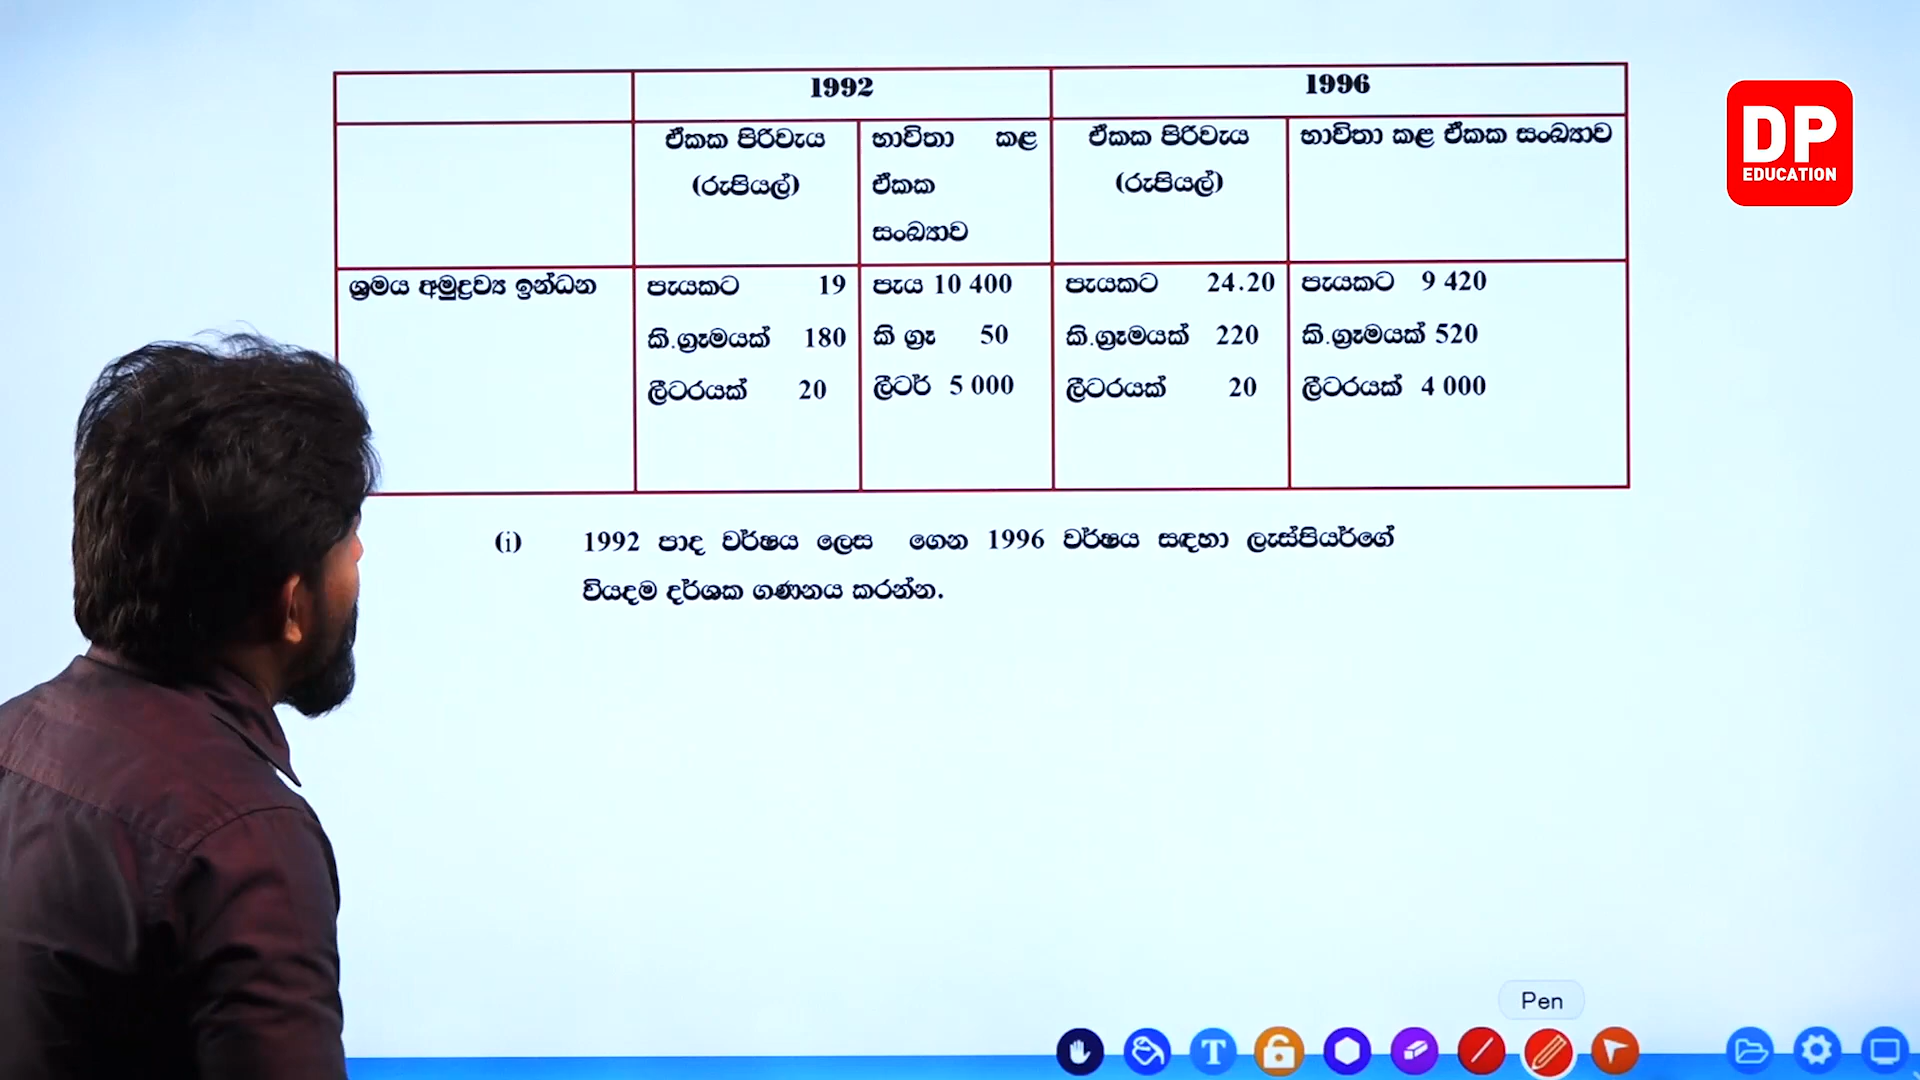 1992 1996
ඒකක පිරිවැය භාවිතා කළ ඒකක පිරිවැය භාවිතා කළ ඒකක සංඛ්‍යාව
(රුපියල්) ඒකක (රුපියල්)
සංඛ්‍යාව
ශ්‍රමය අමුද්‍රව්‍ය ඉන්ධන පැයකට 19 පැය 10 400 පැයකට 24.20 පැයකට 9 420
කි.ග්‍රෑමයක් 180 කි ග්‍රෑ 50 කි.ග්‍රෑමයක් 220 කි.ග්‍රෑමයක් 520
ලීටරයක් 20 ලීටර් 5 000 ලීටරයක් 20 ලීටරයක් 4 000
(i) 1992 පාද වර්ෂය ලෙස ගෙන 1996 වර්ෂය සඳහා ලැස්පියර්ගේ
වියදම දර්ශක ගණනය කරන්න.
DP
EDUCATION
Pen
T